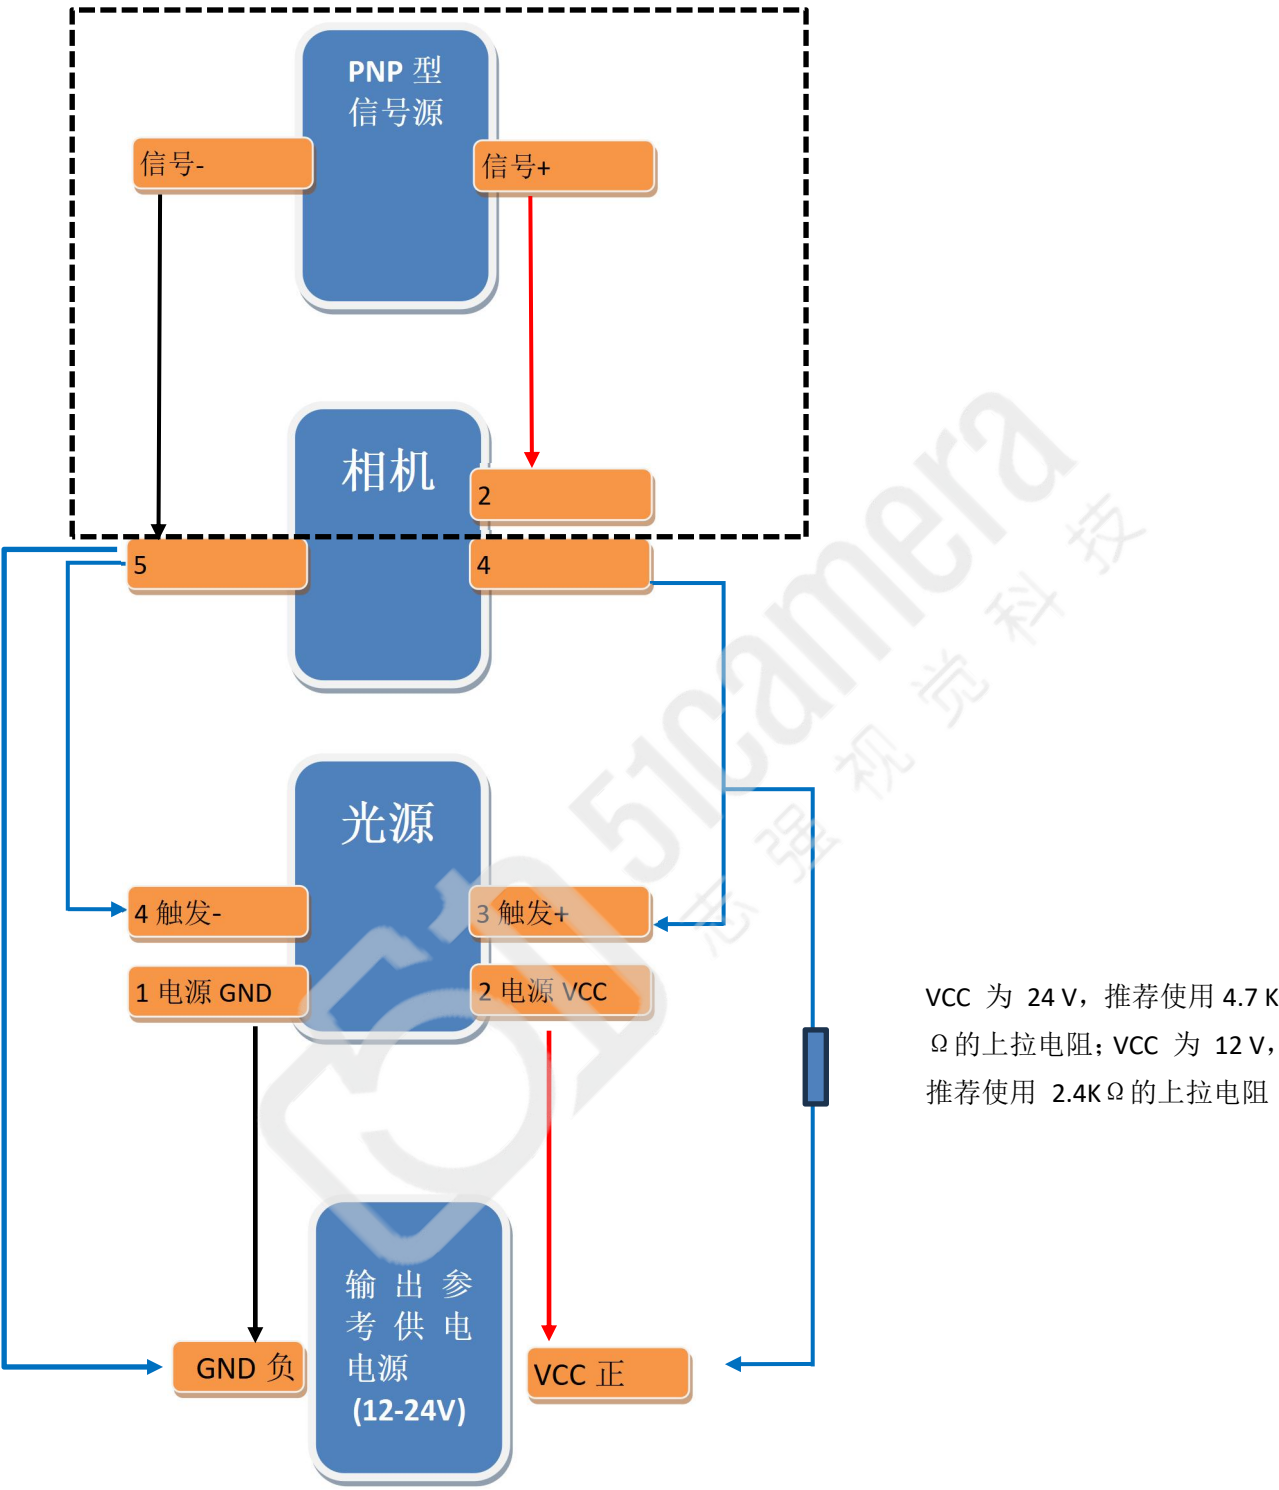 PNP 型
信号源
信号-
信号+
相机
2
5
4
光源
4 触发-
3 触发+
1 电源 GND
2 电源 VCC
VCC 为 24 V，推荐使用 4.7 K
Ω的上拉电阻；VCC 为 12 V，
推荐使用 2.4K Ω的上拉电阻
输出参
考供电
电源
(12-24V)
GND 负
VCC 正
51camera
志强视觉科技